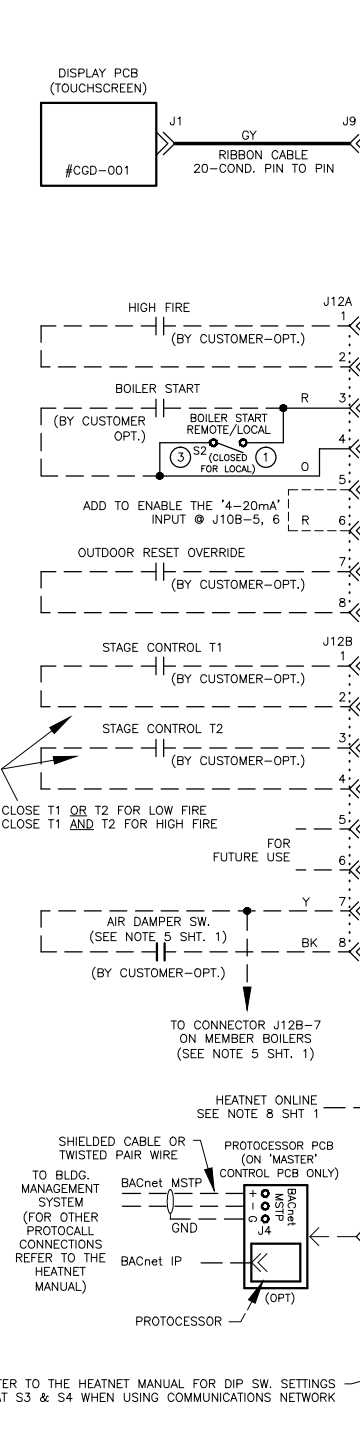 DISPLAY PCB
(TOUCHSCREEN)
J1
J9
GY
#CGD-001
RIBBON CABLE
20-COND. PIN TO PIN
J12A
HIGH FIRE
1
(BY CUSTOMER-OPT.)
2
BOILER START
R
3
(BY CUSTOMER
OPT.)
BOILER START
REMOTE/LOCAL
4
3
S2
(CLOSED
FOR LOCAL)
1
O
5
ADD TO ENABLE THE '4-20mA'
INPUT @ J10B-5, 6
R
6
OUTDOOR RESET OVERRIDE
7
(BY CUSTOMER-OPT.)
8
J12B
STAGE CONTROL T1
1
(BY CUSTOMER-OPT.)
2
STAGE CONTROL T2
3
(BY CUSTOMER-OPT.)
4
CLOSE T1 OR T2 FOR LOW FIRE
CLOSE T1 AND T2 FOR HIGH FIRE
5
FOR
FUTURE USE
6
Y
7
AIR DAMPER SW.
(SEE NOTE 5 SHT. 1)
BK
8
(BY CUSTOMER-OPT.)
TO CONNECTOR J12B-7
ON MEMBER BOILERS
(SEE NOTE 5 SHT. 1)
HEATNET ONLINE
SEE NOTE 8 SHT 1
SHIELDED CABLE OR
TWISTED PAIR WIRE
PROTOCESSOR PCB
(ON 'MASTER'
CONTROL PCB ONLY)
TO BLDG.
MANAGEMENT
SYSTEM
(FOR OTHER
PROTOCALL
CONNECTIONS
REFER TO THE
HEATNET
MANUAL)
BACnet MSTP
+
-
G
BACnet
MSTP
GND
J4
BACnet IP
(OPT)
PROTOCESSOR
ER TO THE HEATNET MANUAL FOR DIP SW. SETTINGS
AT S3 & S4 WHEN USING COMMUNICATIONS NETWORK